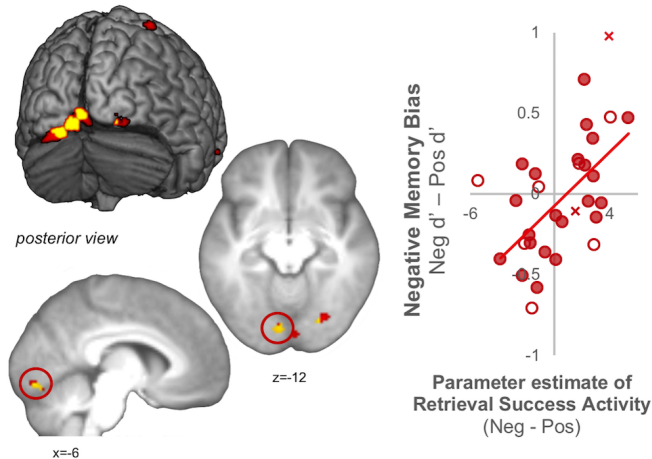 posterior view
x=-6
z=-12
Negative Memory Bias
Neg d’ – Pos d’
1
0.5
0
-0.5
-1
-6
4
Parameter estimate of
Retrieval Success Activity
(Neg - Pos)